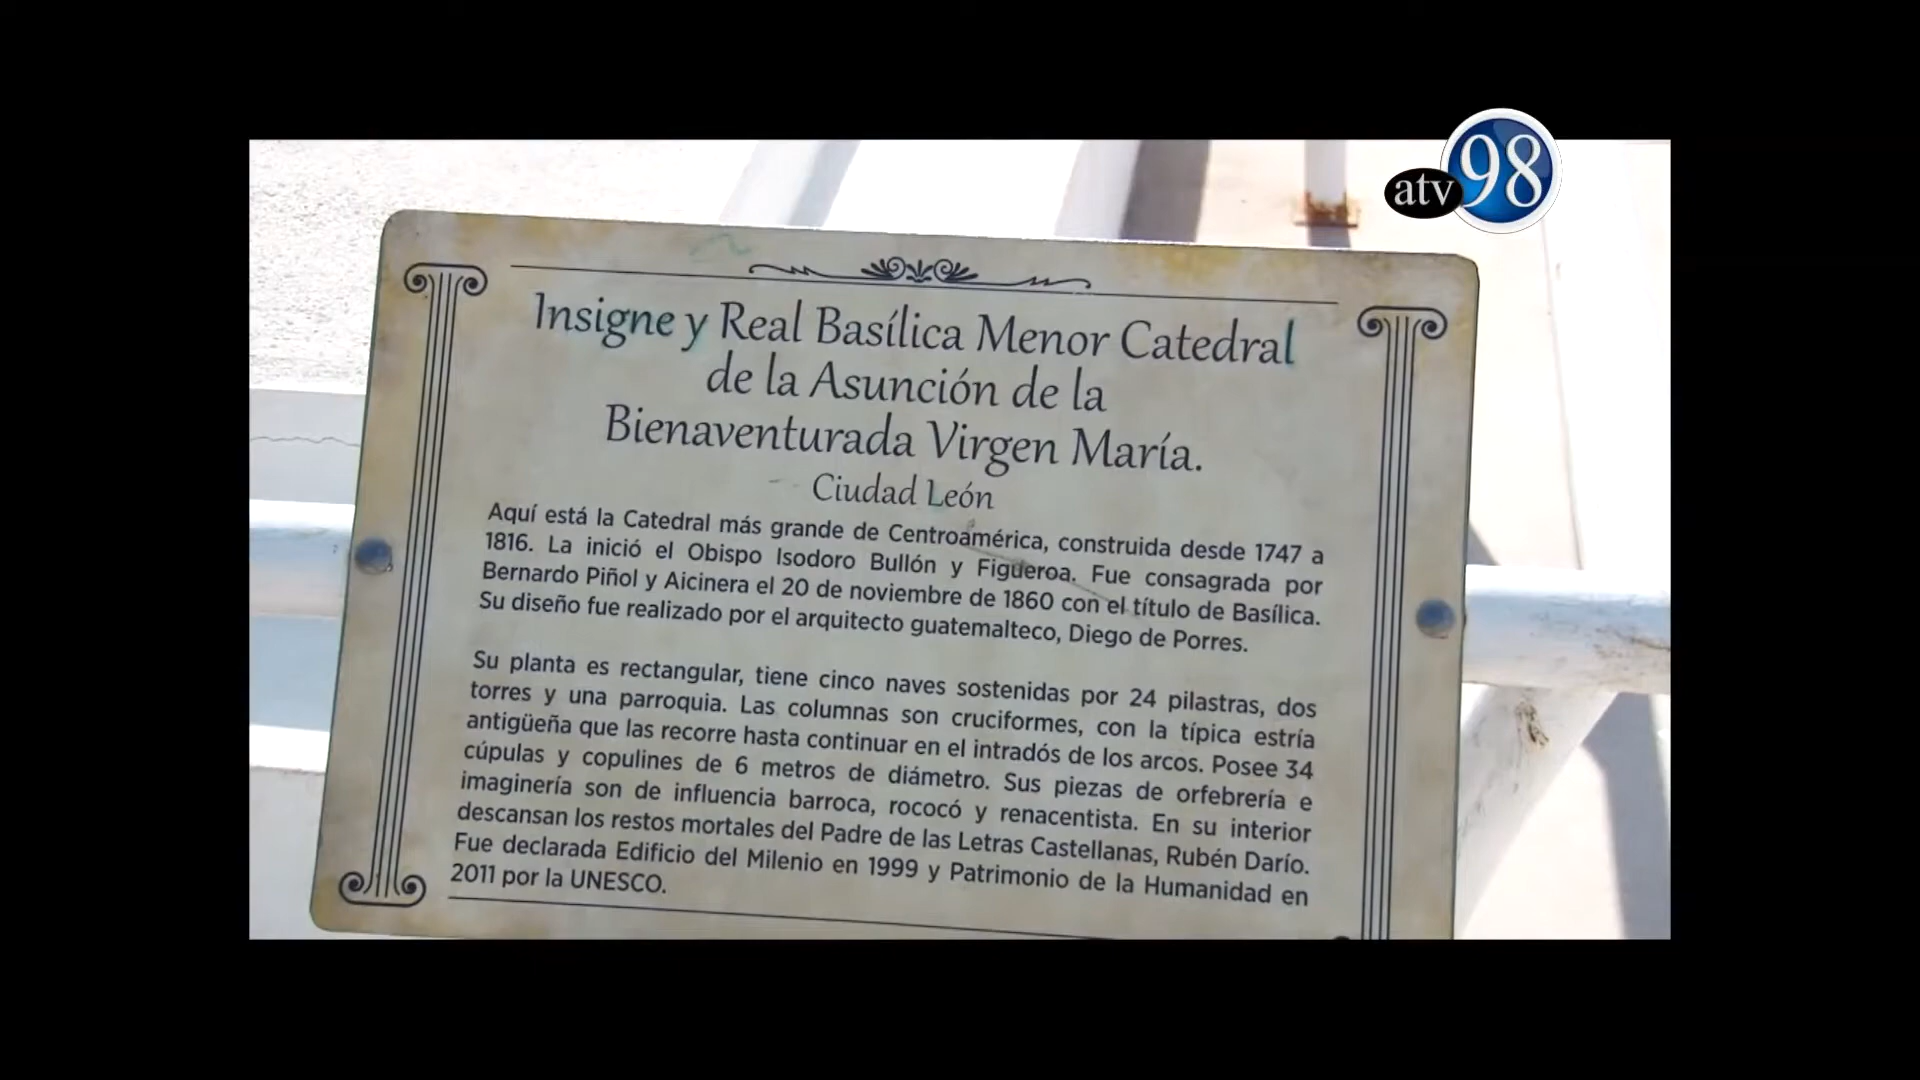 atv 98
Insigne y Real Basílica Menor Catedral
de la Asunción de la
Bienaventurada Virgen María.
Ciudad León
Aquí está la Catedral más grande de Centroamérica, construida desde 1747 a
1816. La inició el Obispo Isodoro Bullón y Figueroa. Fue consagrada por
Bernardo Piñol y Aicinera el 20 de noviembre de 1860 con el título de Basílica.
Su diseño fue realizado por el arquitecto guatemalteco, Diego de Porres.
Su planta es rectangular, tiene cinco naves sostenidas por 24 pilastras, dos
torres y una parroquia. Las columnas son cruciformes, con la típica estría
antigüeña que las recorre hasta continuar en el intradós de los arcos. Posee 34
cúpulas y copulines de 6 metros de diámetro. Sus piezas de orfebrería e
imaginería son de influencia barroca, rococó y renacentista. En su interior
descansan los restos mortales del Padre de las Letras Castellanas, Rubén Darío.
Fue declarada Edificio del Milenio en 1999 y Patrimonio de la Humanidad en
2011 por la UNESCO.